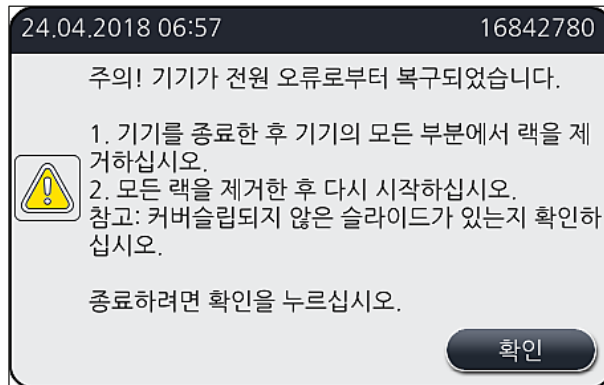 24.04.2018 06:57 16842780
주의! 기기가 전원 오류로부터 복구되었습니다.
1. 기기를 종료한 후 기기의 모든 부분에서 랙을 제
거하십시오.
2. 모든 랙을 제거한 후 다시 시작하십시오.
참고: 커버슬립되지 않은 슬라이드가 있는지 확인하
십시오.
종료하려면 확인을 누르십시오.
확인